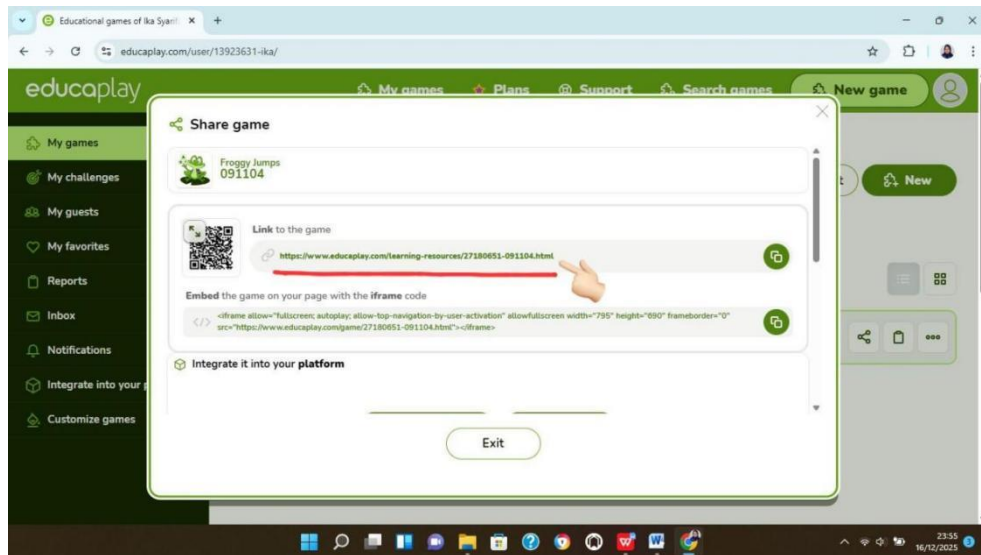 Educational games of Ika Syarif
educaplay.com/user/13923631-ika/
educaplay
My games
Plans
Support
Search games
New game
My games
My challenges
My guests
My favorites
Reports
Inbox
Notifications
Integrate into your
Customize games
Share game
Froggy Jumps
091104
Link to the game
https://www.educaplay.com/learning-resources/27180651-091104.html
Embed the game on your page with the iframe code
<iframe allow="fullscreen; autoplay; allow-top-navigation-by-user-activation" allowfullscreen width="795" height="690" frameborder="0"
src="https://www.educaplay.com/game/27180651-091104.html"></iframe>
Integrate it into your platform
Exit
New
23:55
16/12/2025